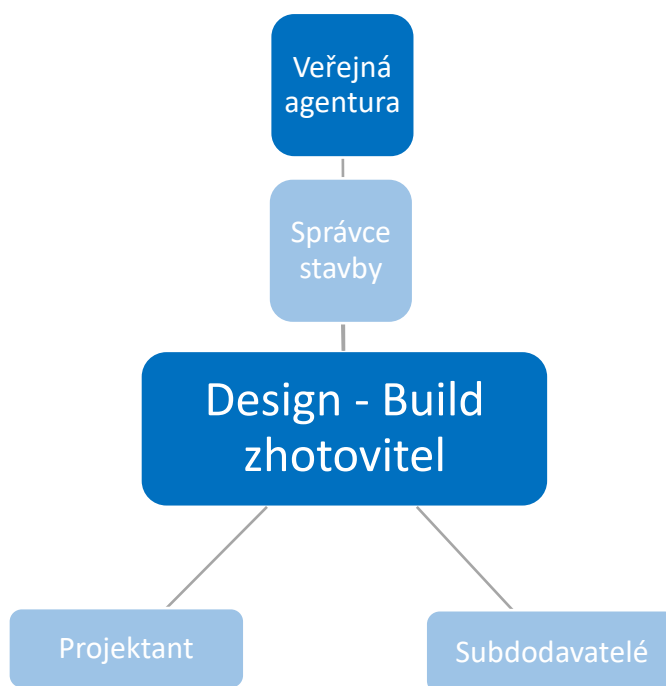 Veřejná
agentura
Správce
stavby
Design - Build
zhotovitel
Projektant
Subdodavatelé